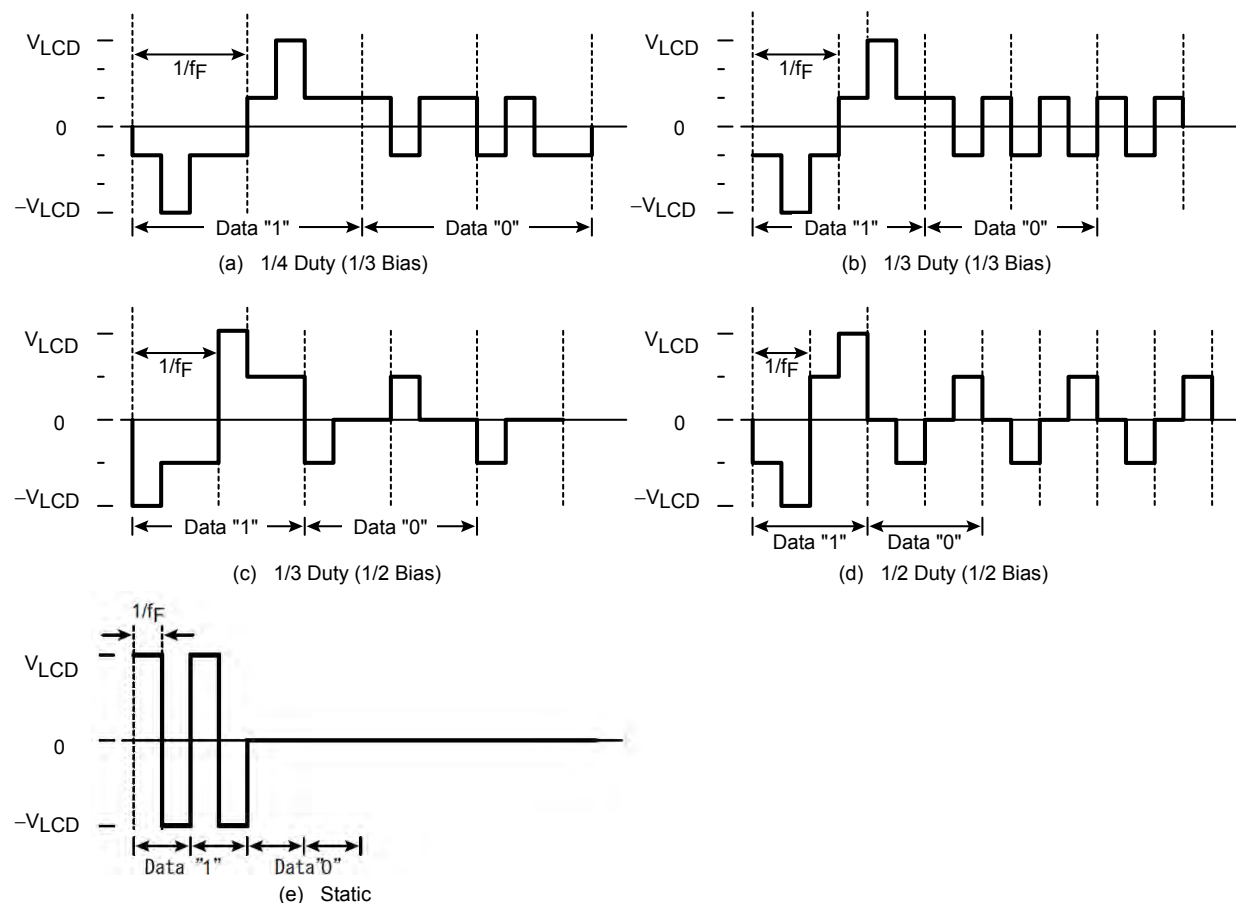 VLCD
1/fF
0
−VLCD
Data "1"
Data "0"
(a) 1/4 Duty (1/3 Bias)
VLCD
1/fF
0
−VLCD
Data "1"
Data "0"
(b) 1/3 Duty (1/3 Bias)
VLCD
1/fF
0
−VLCD
Data "1"
Data "0"
(c) 1/3 Duty (1/2 Bias)
VLCD
1/fF
0
−VLCD
Data "1"
Data "0"
(d) 1/2 Duty (1/2 Bias)
1/fF
VLCD
0
−VLCD
Data "1"
Data"0"
(e) Static